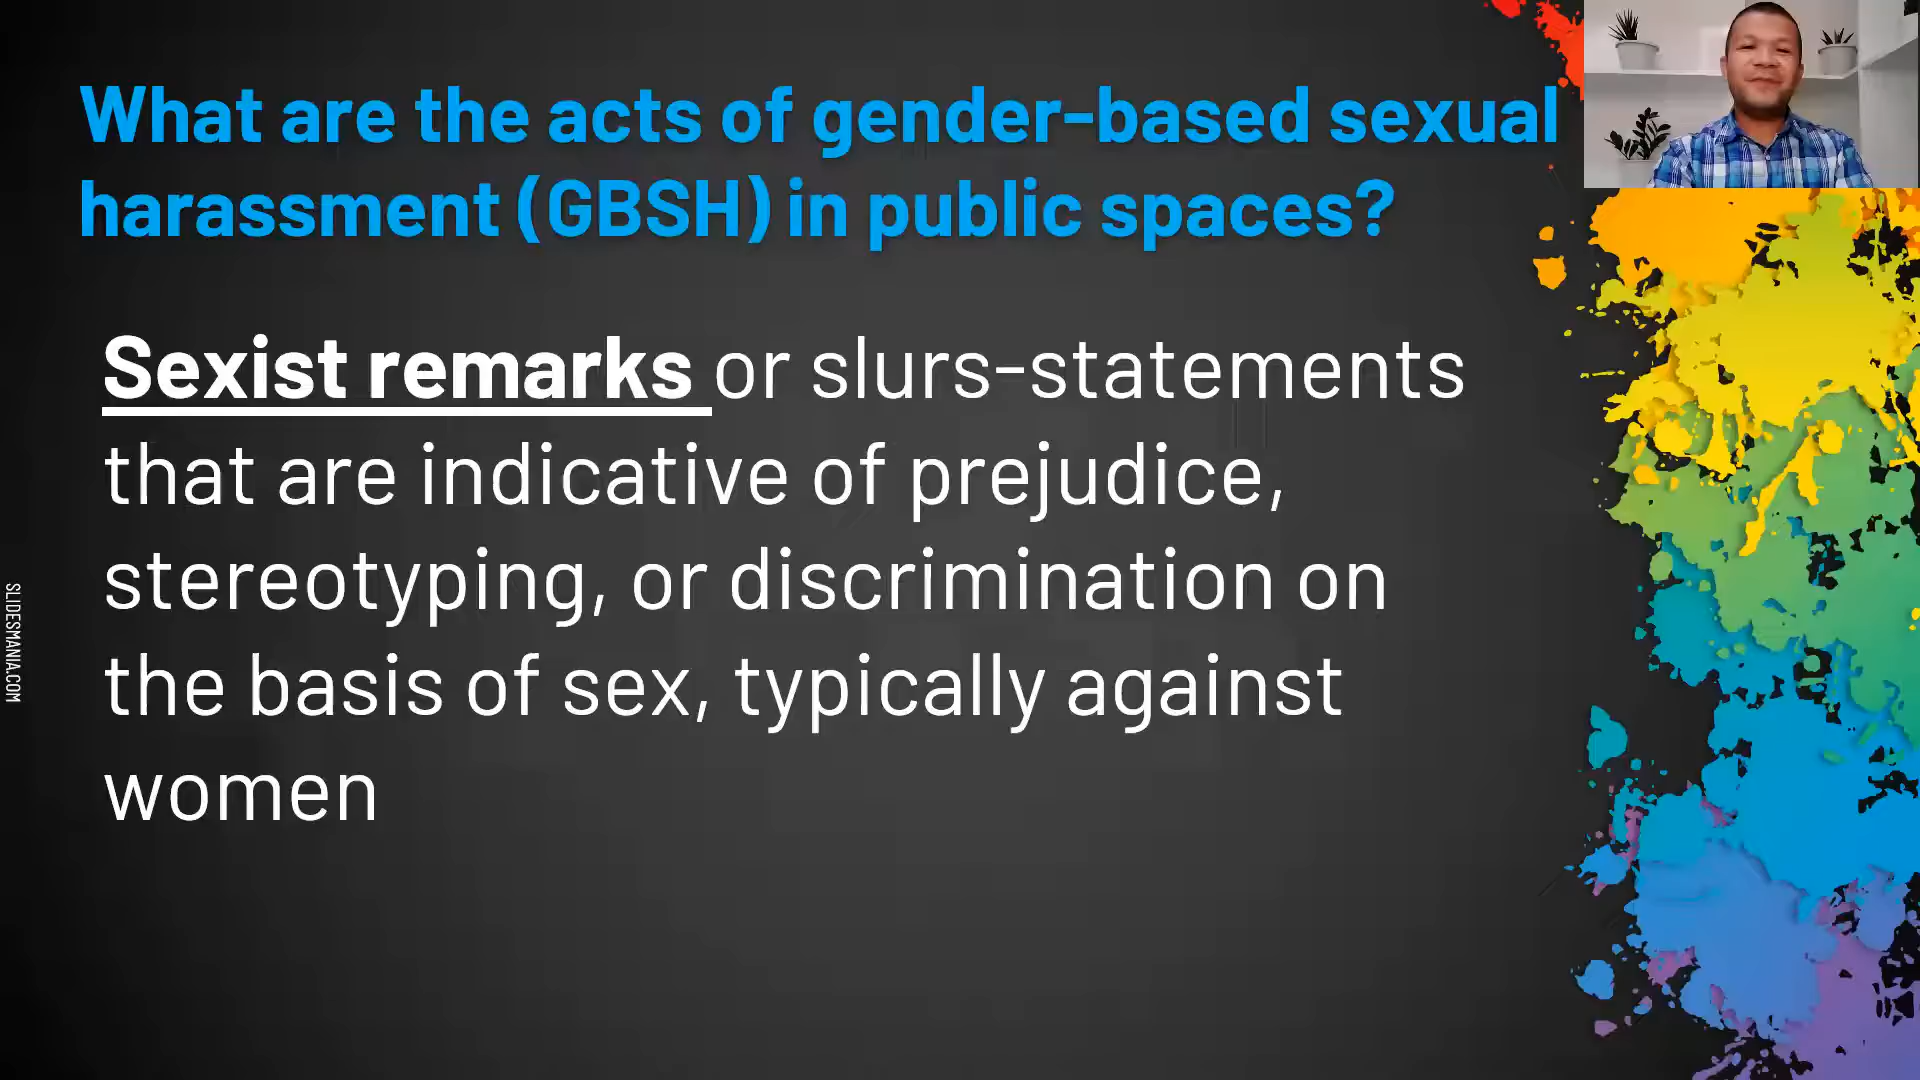 What are the acts of gender-based sexual
harassment (GBSH) in public spaces?
Sexist remarks or slurs-statements
that are indicative of prejudice,
stereotyping, or discrimination on
the basis of sex, typically against
women
SLIDESMANIA.COM